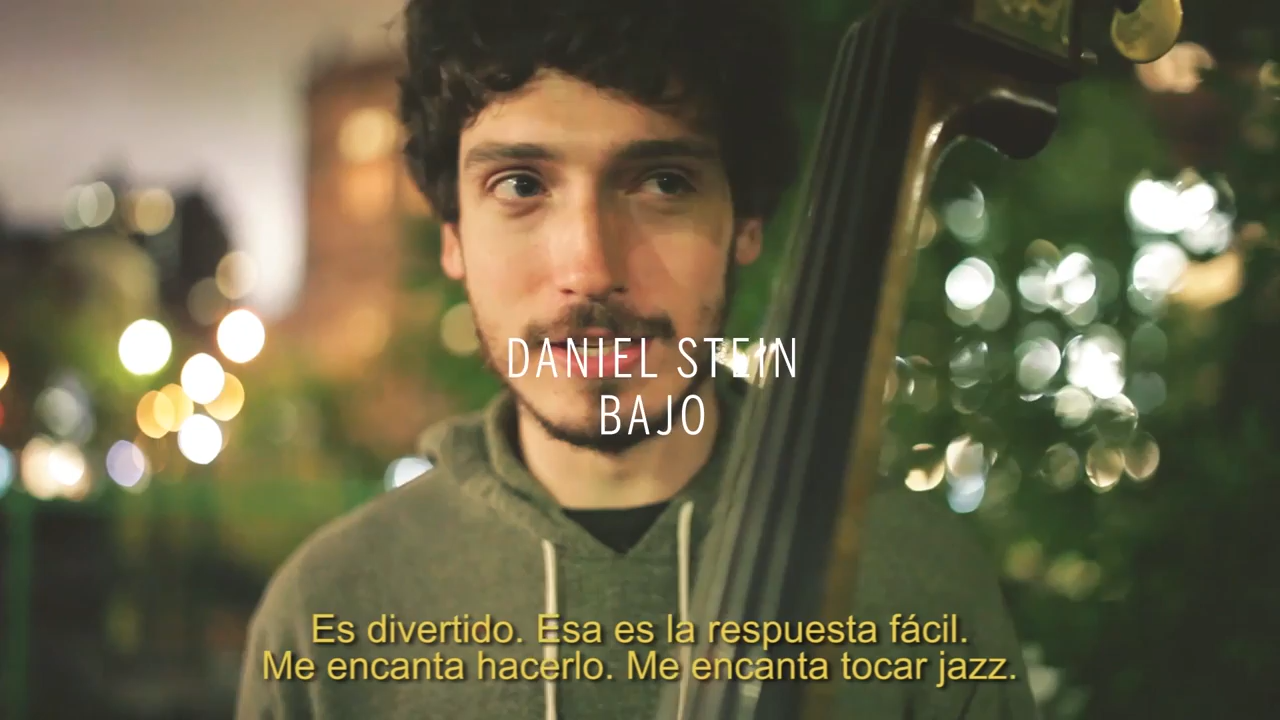 DANIEL STEIN
BAJO
Es divertido. Esa es la respuesta fácil.
Me encanta hacerlo. Me encanta tocar jazz.